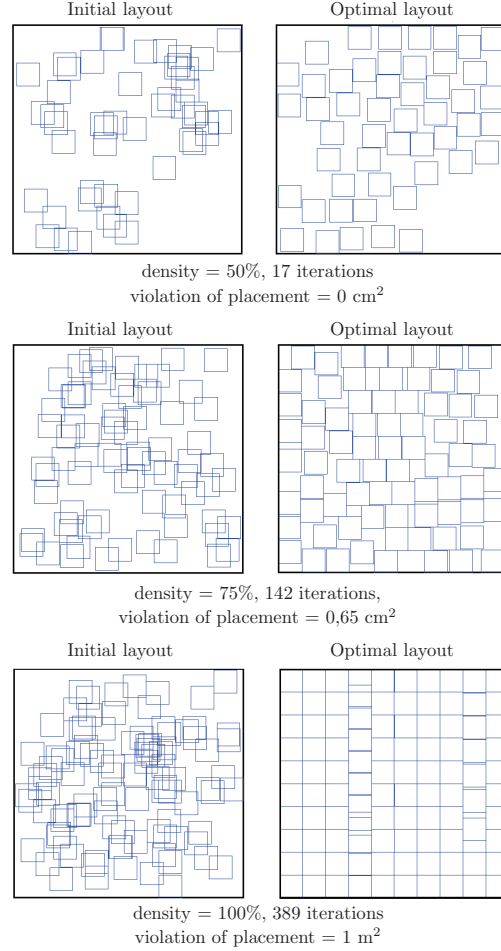 Initial layout
Optimal layout
density = 50%, 17 iterations
violation of placement = 0 cm²
Initial layout
Optimal layout
density = 75%, 142 iterations,
violation of placement = 0,65 cm²
Initial layout
Optimal layout
density = 100%, 389 iterations
violation of placement = 1 m²